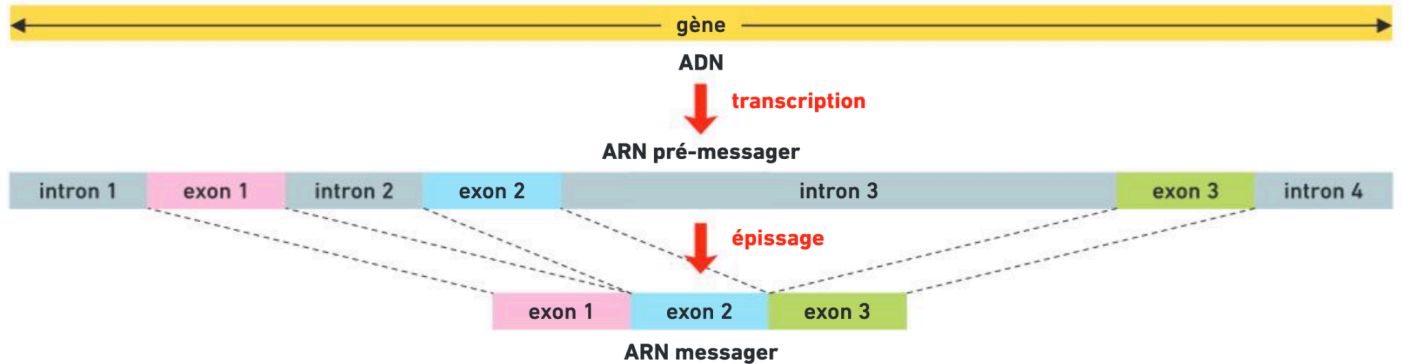 gène
ADN
transcription
ARN pré-messager
intron 1 exon 1 intron 2 exon 2 intron 3 exon 3 intron 4
épissage
exon 1 exon 2 exon 3
ARN messager